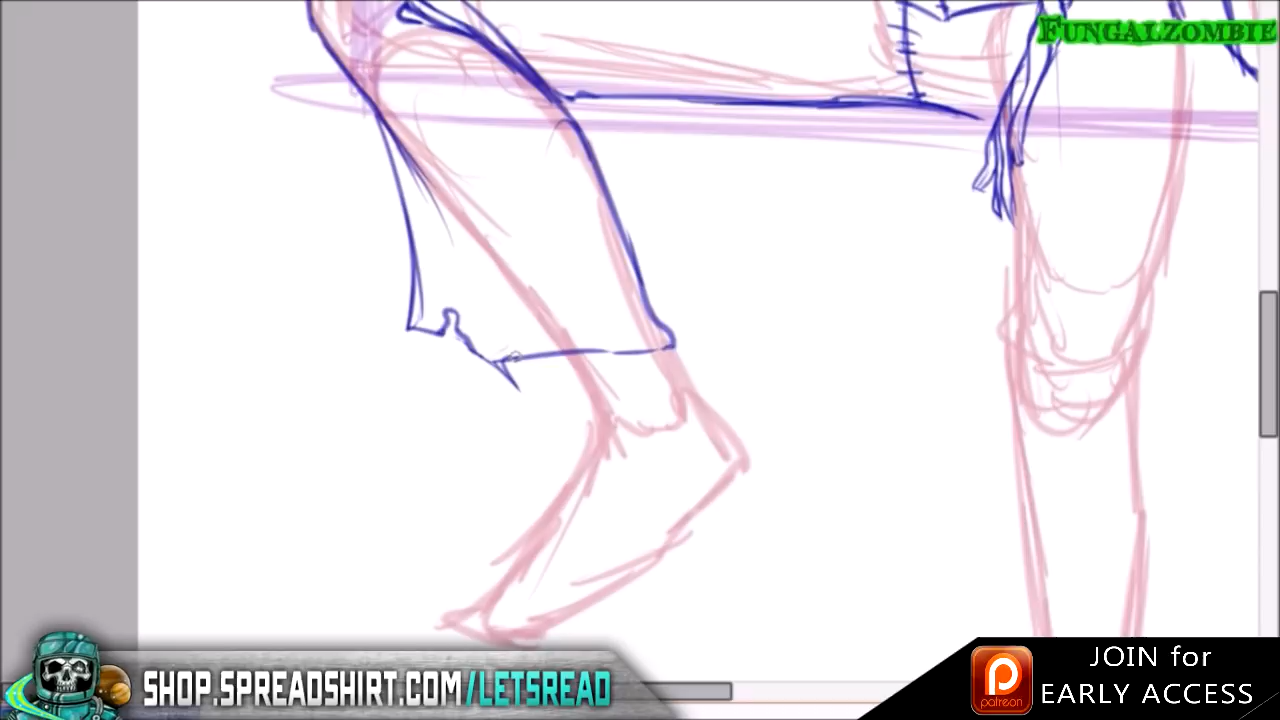 FUNGALZOMBIE
SHOP.SPREADSHIRT.COM/LETSREAD
patreon
JOIN for
EARLY ACCESS